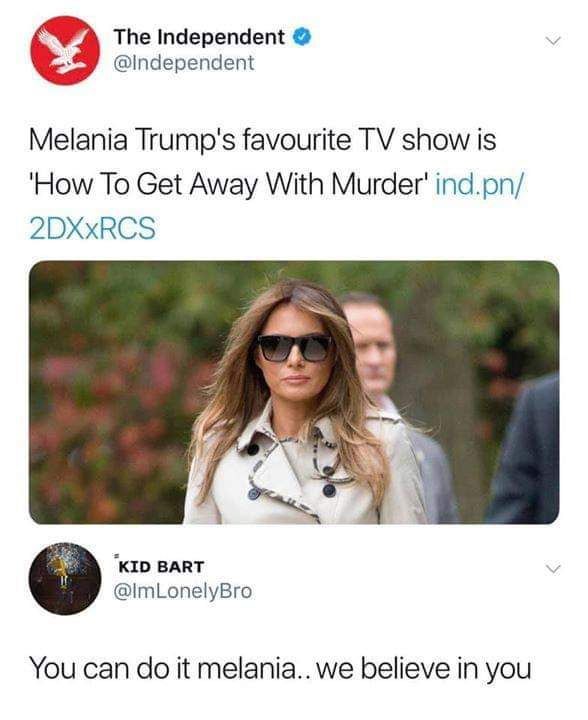 The Independent
@Independent
Melania Trump's favourite TV show is
'How To Get Away With Murder' ind.pn/
2DXxRCS
"KID BART
@ImLonelyBro
You can do it melania.. we believe in you